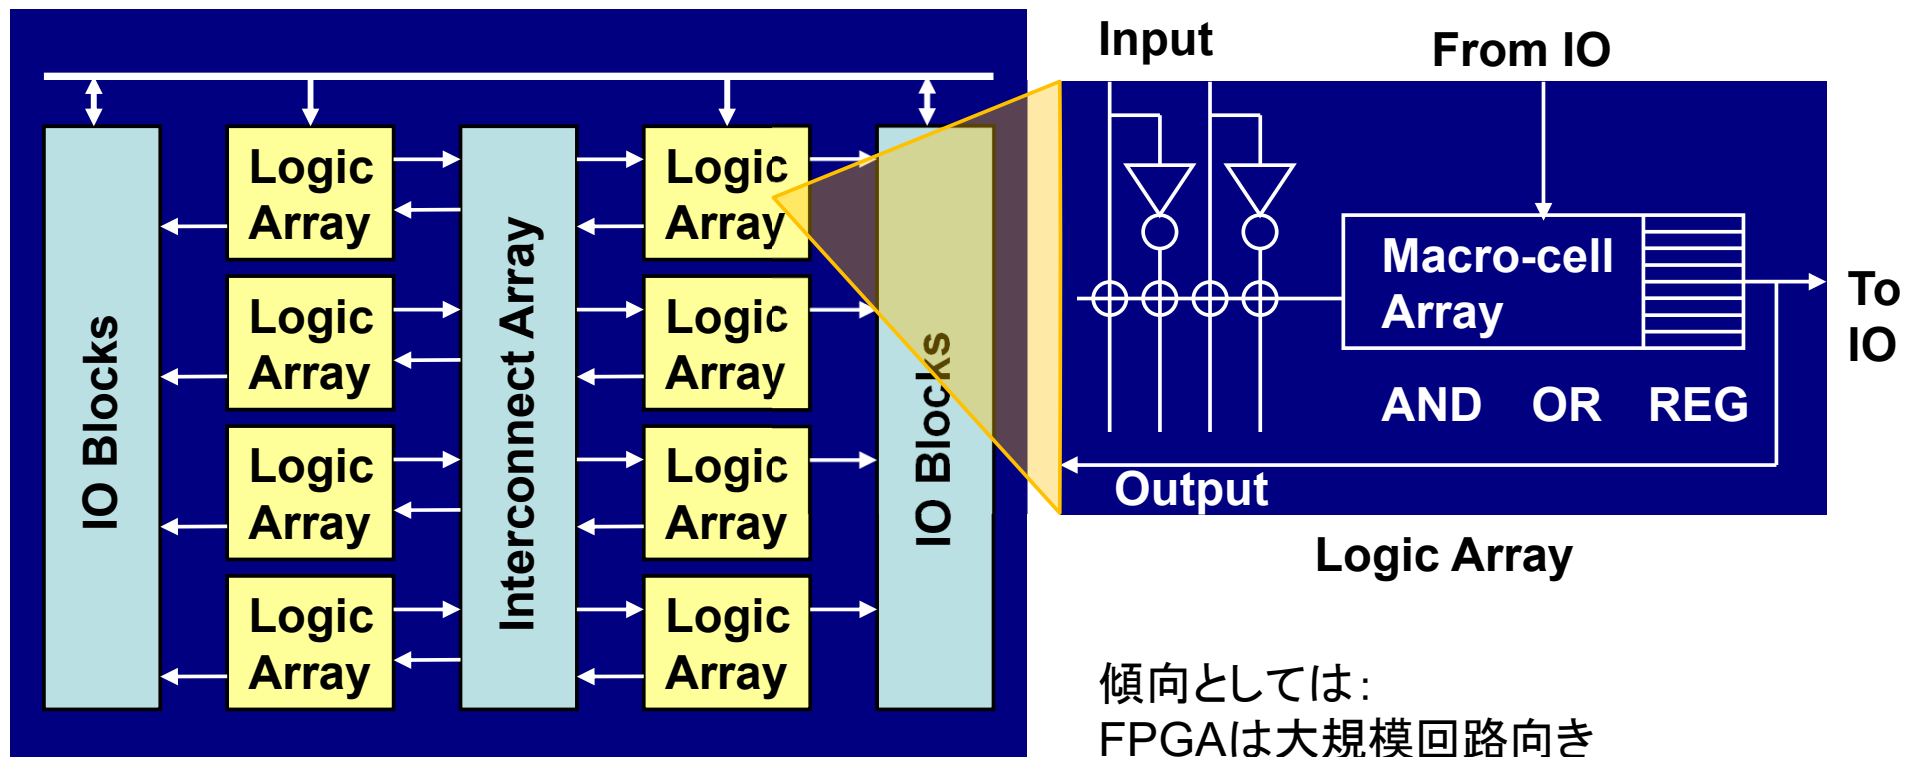 IO Blocks
Logic
Array
Logic
Array
Logic
Array
Logic
Array
Interconnect Array
Logic
Array
Logic
Array
Logic
Array
Logic
Array
IO Blocks
Input
From IO
Macro-cell
Array
To
IO
AND OR REG
Output
Logic Array
傾向としては:
FPGAは大規模回路向き